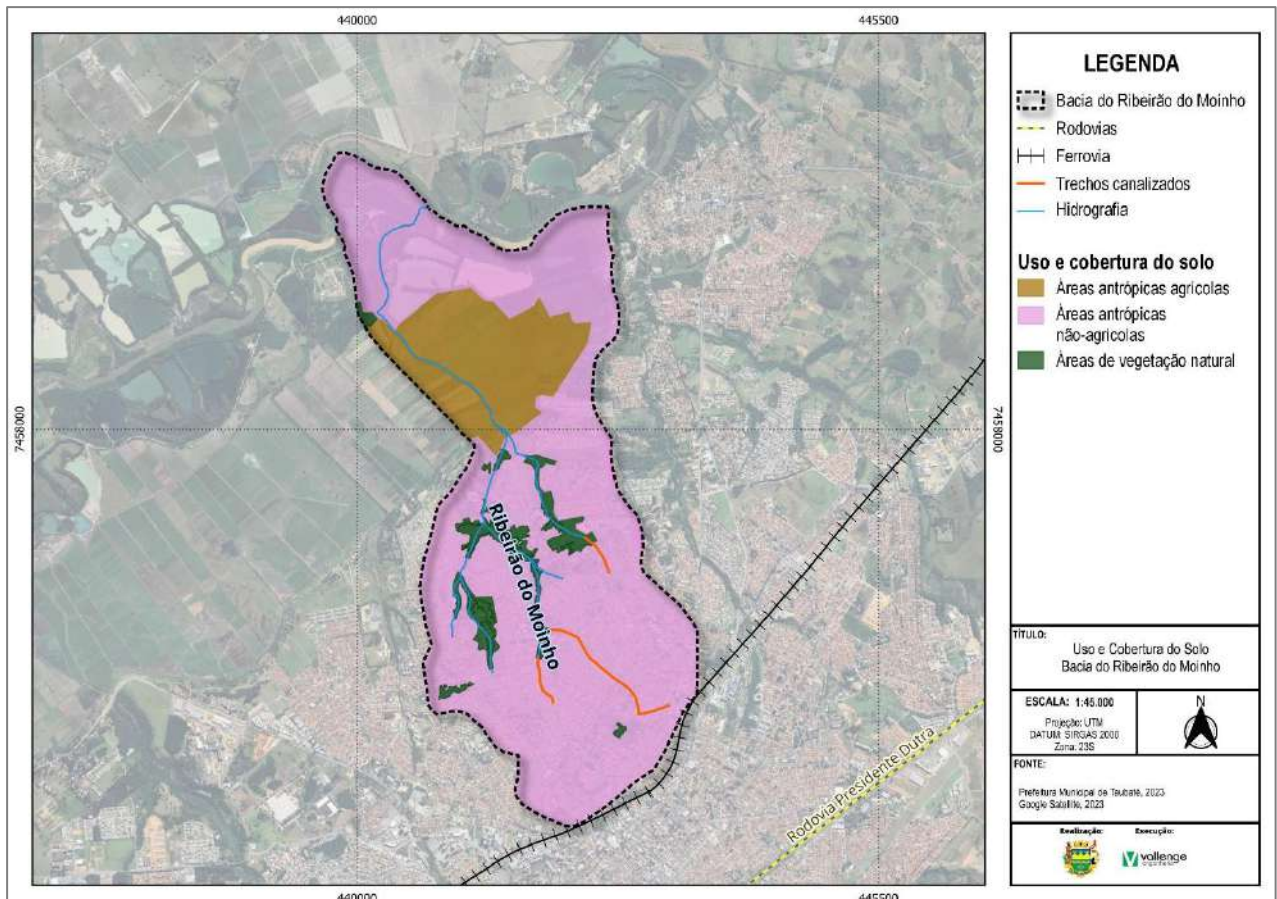 440000
445500
7458000
7458000
Ribeirão do Moinho
Rodovia Presidente Dutra
440000
445500
LEGENDA
Bacia do Ribeirão do Moinho
Rodovias
Ferrovia
Trechos canalizados
Hidrografia
Uso e cobertura do solo
Áreas antrópicas agrícolas
Áreas antrópicas
não-agrícolas
Áreas de vegetação natural
TÍTULO:
Uso e Cobertura do Solo
Bacia do Ribeirão do Moinho
ESCALA: 1:45.000
Projeção: UTM
DATUM: SIRGAS 2000
Zona: 23S
N
FONTE:
Prefeitura Municipal de Taubaté, 2023
Google Satellite, 2023
Realização:
Execução:
vallenge